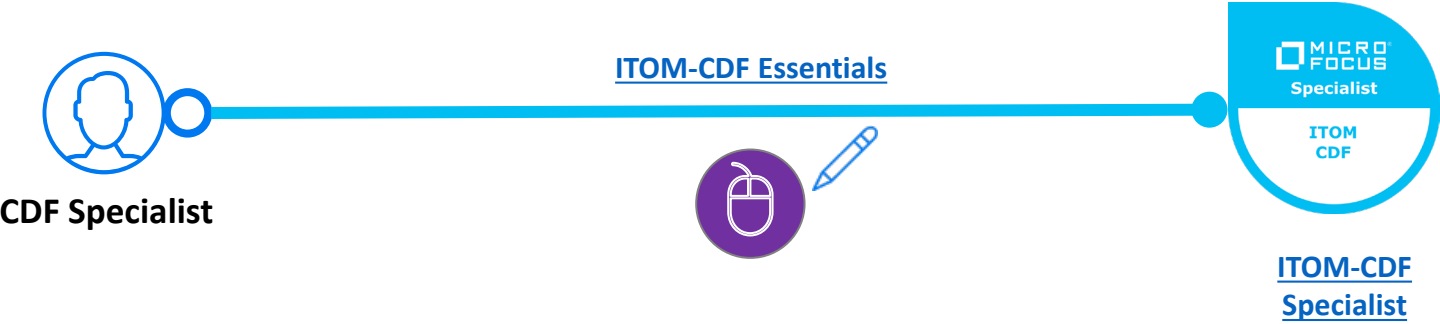 ITOM-CDF Essentials
CDF Specialist
MICRO
FOCUS
Specialist
ITOM
CDF
ITOM-CDF
Specialist